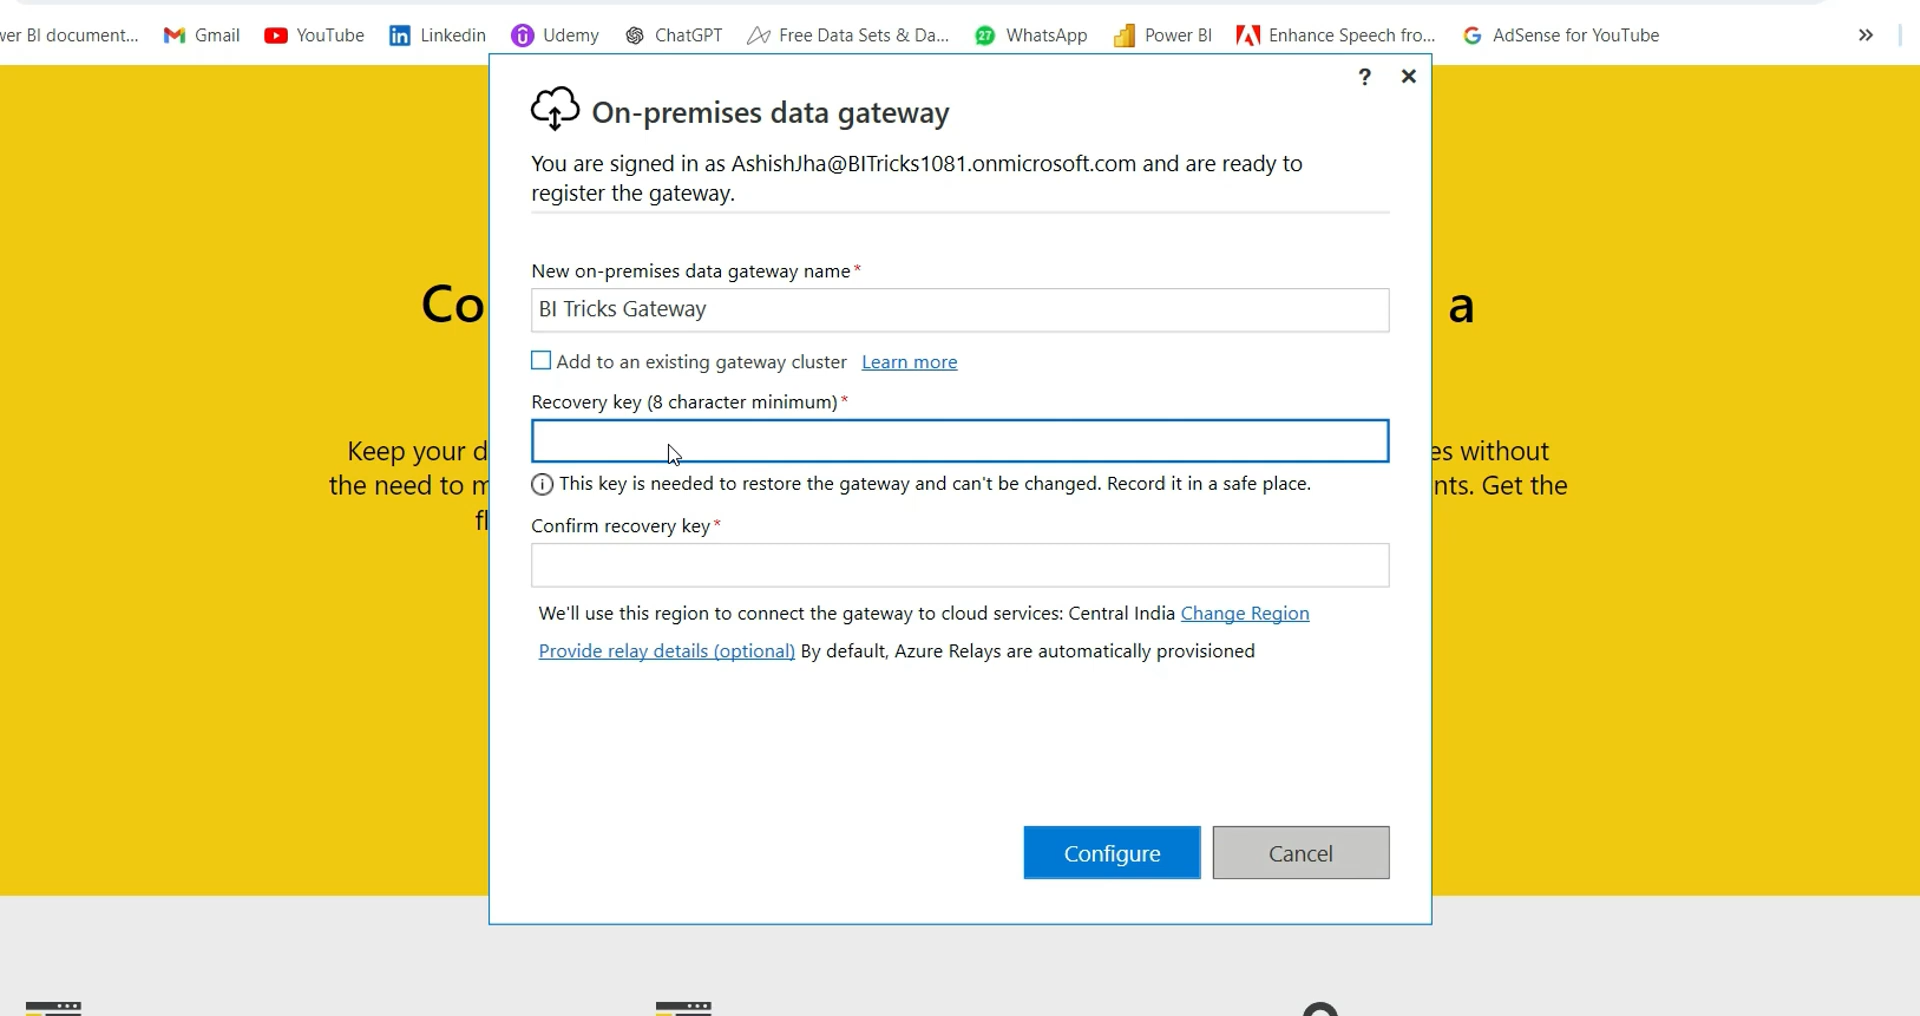 wer BI document... Gmail YouTube Linkedin Udemy ChatGPT Free Data Sets & Da... 27 WhatsApp Power BI Enhance Speech fro... AdSense for YouTube »
? ×
On-premises data gateway
You are signed in as AshishJha@BITricks1081.onmicrosoft.com and are ready to
register the gateway.
New on-premises data gateway name*
Co
BI Tricks Gateway
a
Add to an existing gateway cluster Learn more
Recovery key (8 character minimum)*
Keep your d
es without
the need to m
This key is needed to restore the gateway and can't be changed. Record it in a safe place.
nts. Get the
fl
Confirm recovery key*
We'll use this region to connect the gateway to cloud services: Central India Change Region
Provide relay details (optional) By default, Azure Relays are automatically provisioned
Configure Cancel